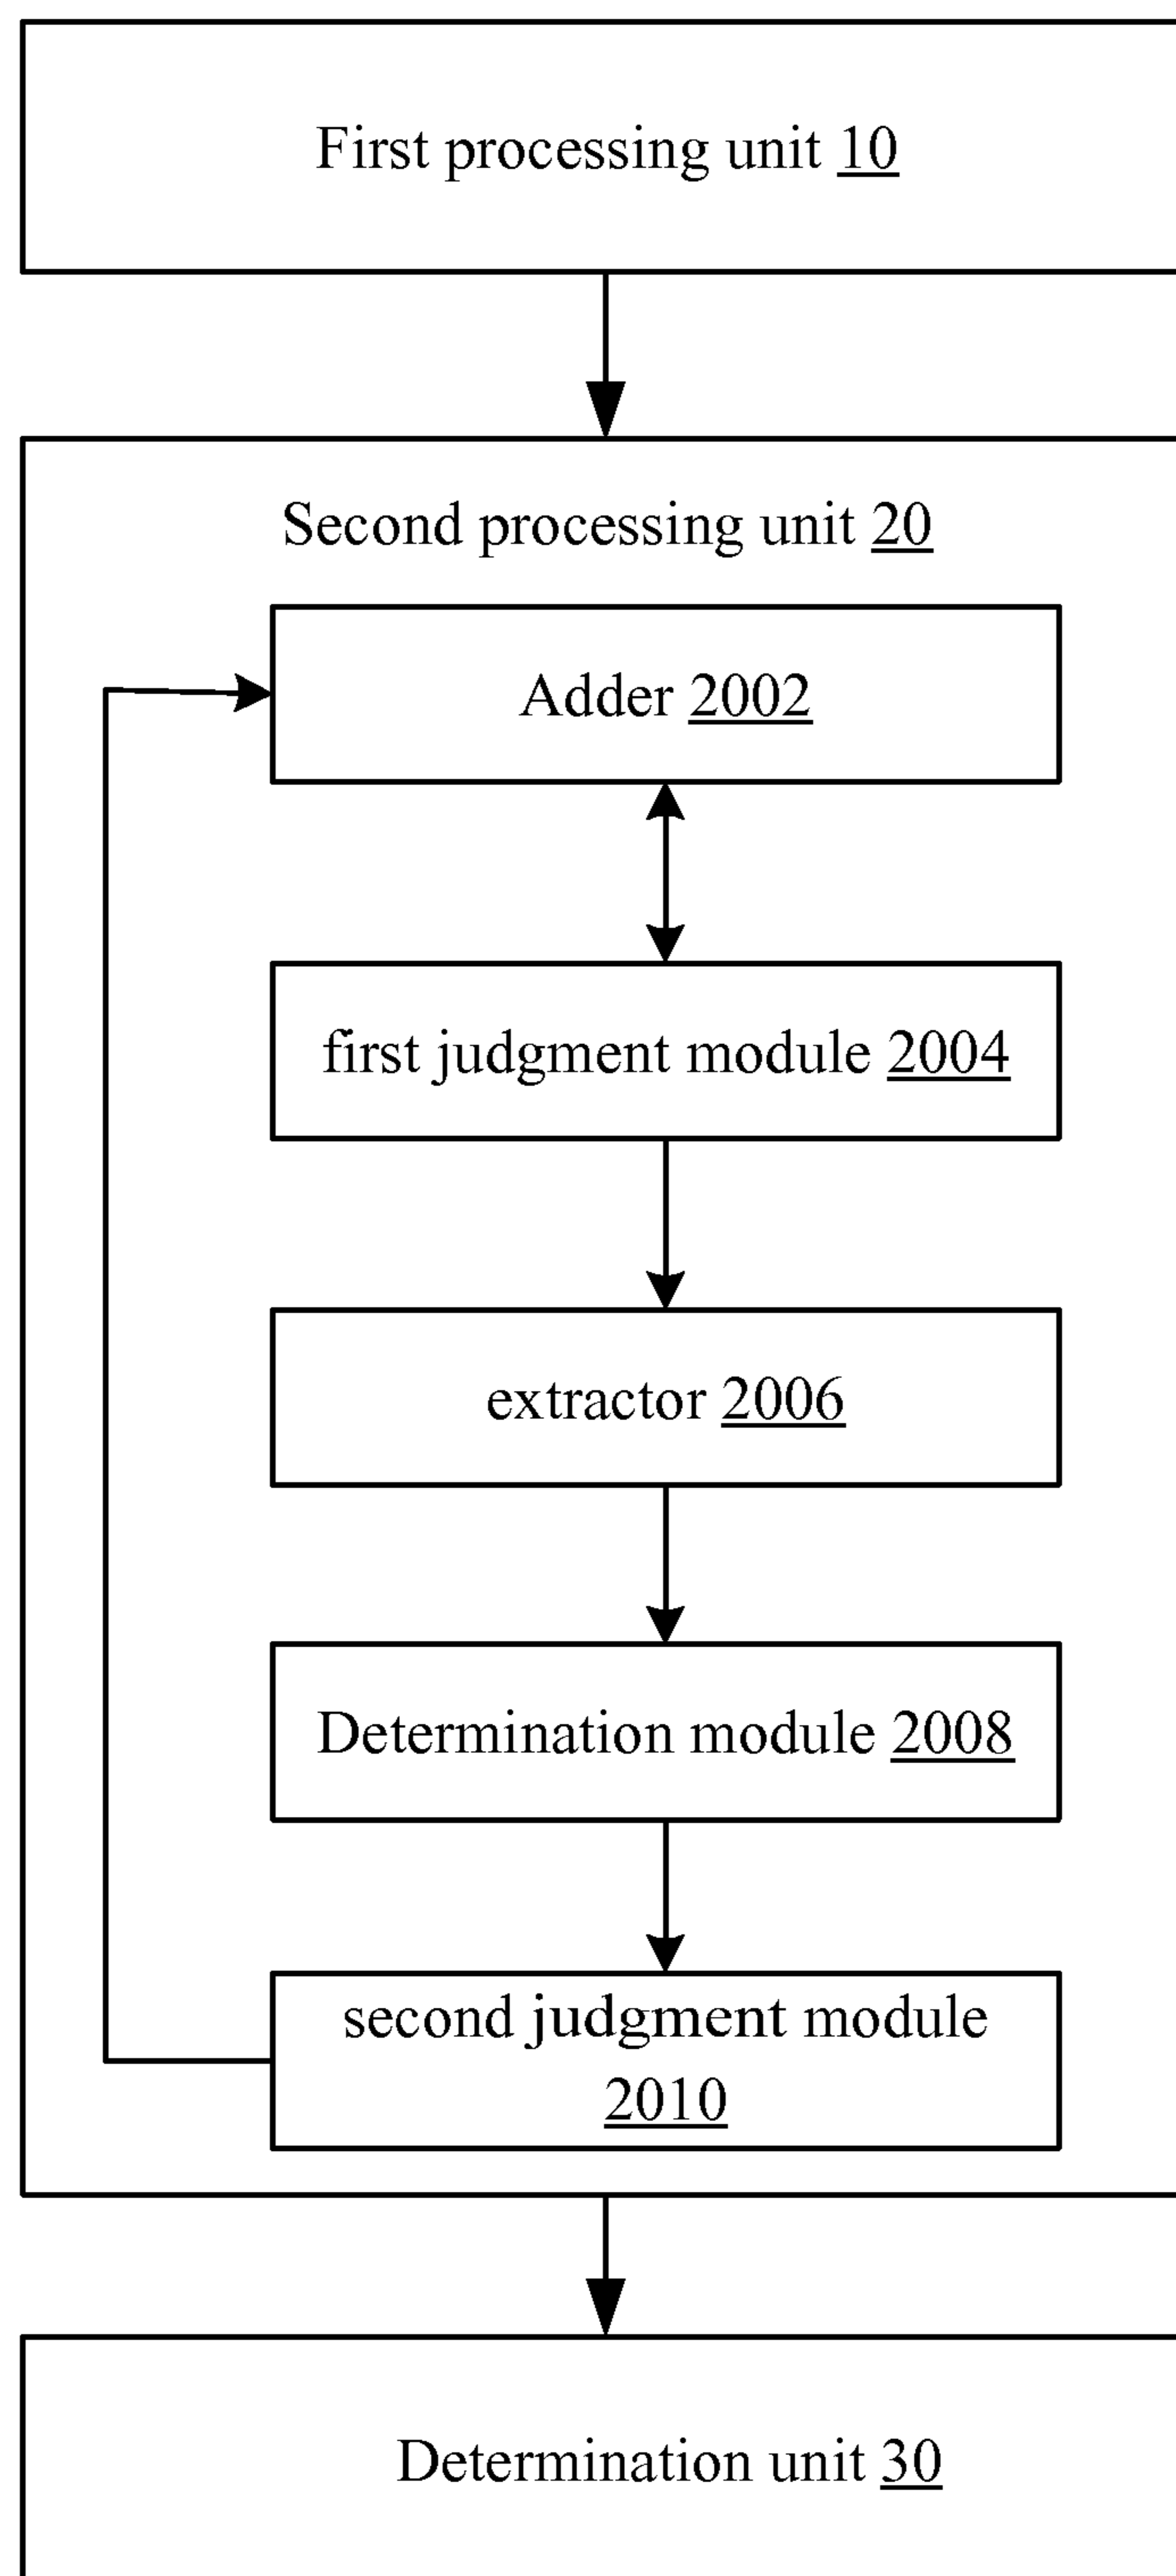 First processing unit 10
Second processing unit 20
Adder 2002
first judgment module 2004
extractor 2006
Determination module 2008
second judgment module
2010
Determination unit 30